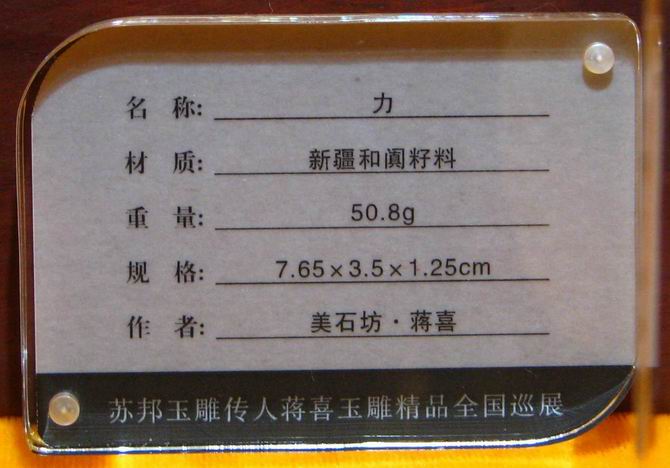 名 称: 力
材 质: 新疆和阗籽料
重 量: 50.8g
规 格: 7.65×3.5×1.25cm
作 者: 美石坊·蒋喜
苏邦玉雕传人蒋喜玉雕精品全国巡展